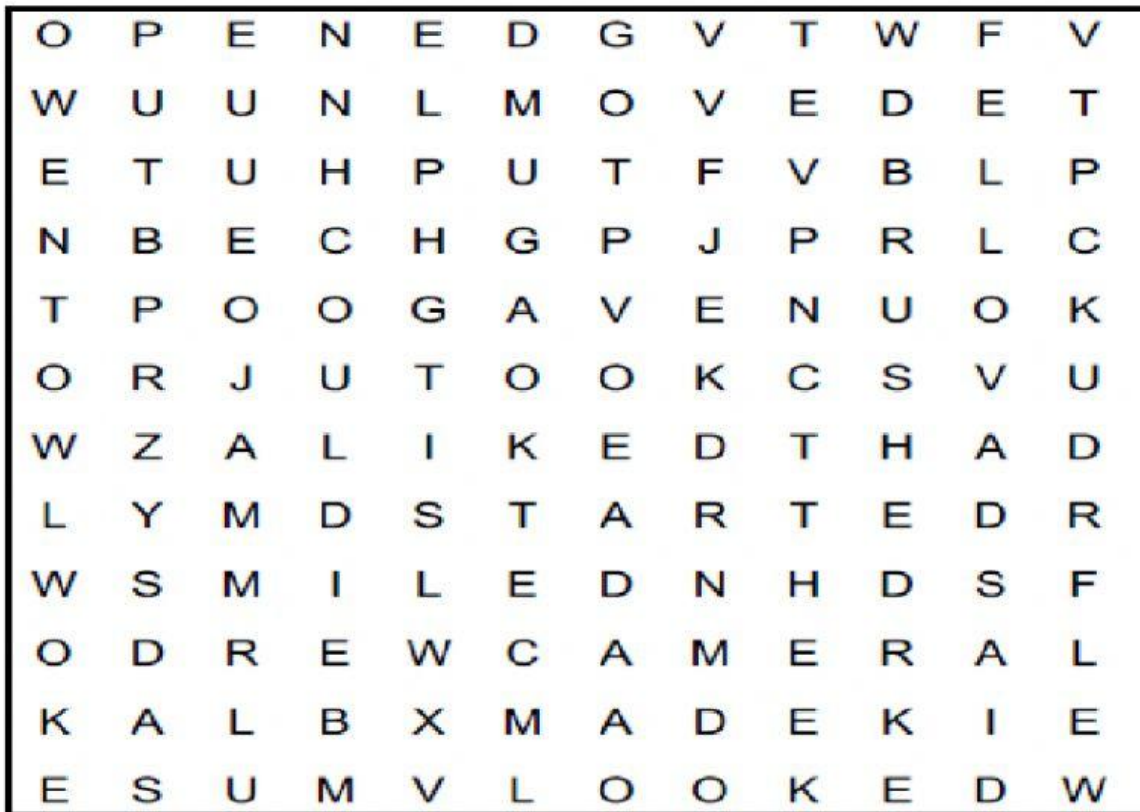 O P E N E D G V T W F V
W U U N L M O V E D E T
E T U H P U T F V B L P
N B E C H G P J P R L C
T P O O G A V E N U O K
O R J U T O O K C S V U
W Z A L I K E D T H A D
L Y M D S T A R T E D R
W S M I L E D N H D S F
O D R E W C A M E R A L
K A L B X M A D E K I E
E S U M V L O O K E D W